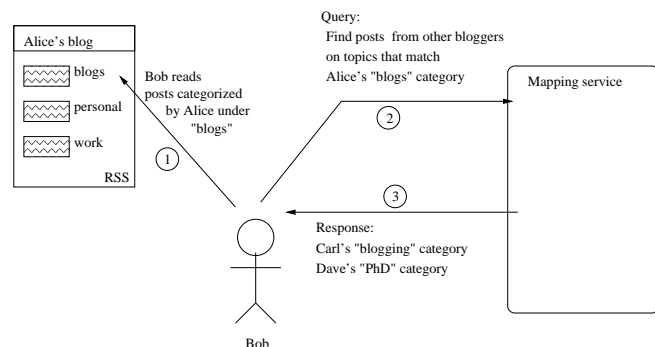 Alice's blog
blogs
personal
work
RSS
Bob reads
posts categorized
by Alice under
"blogs"
1
Query:
Find posts from other bloggers
on topics that match
Alice's "blogs" category
2
Mapping service
3
Response:
Carl's "blogging" category
Dave's "PhD" category
Bob